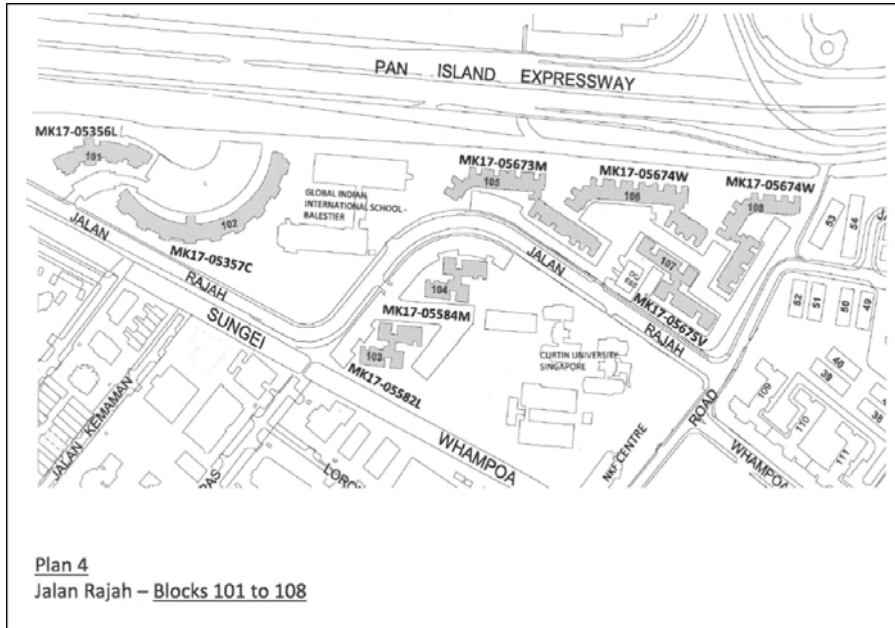 PAN ISLAND EXPRESSWAY
MK17-05356L
101
102
MK17-05357C
GLOBAL INDIAN
INTERNATIONAL SCHOOL -
BALESTIER
MK17-05673M
105
MK17-05674W
106
MK17-05674W
108
53
54
107
MK17-05675V
104
MK17-05584M
103
MK17-05582L
JALAN
RAJAH
JALAN
RAJAH
SUNGEI
WHAMPOA
CURTIN UNIVERSITY
SINGAPORE
NKF CENTRE
ROAD
WHAMPOA
52
51
50
49
40
39
38
109
110
111
JALAN KEMAMAN
PAS
LORO
Plan 4
Jalan Rajah – Blocks 101 to 108